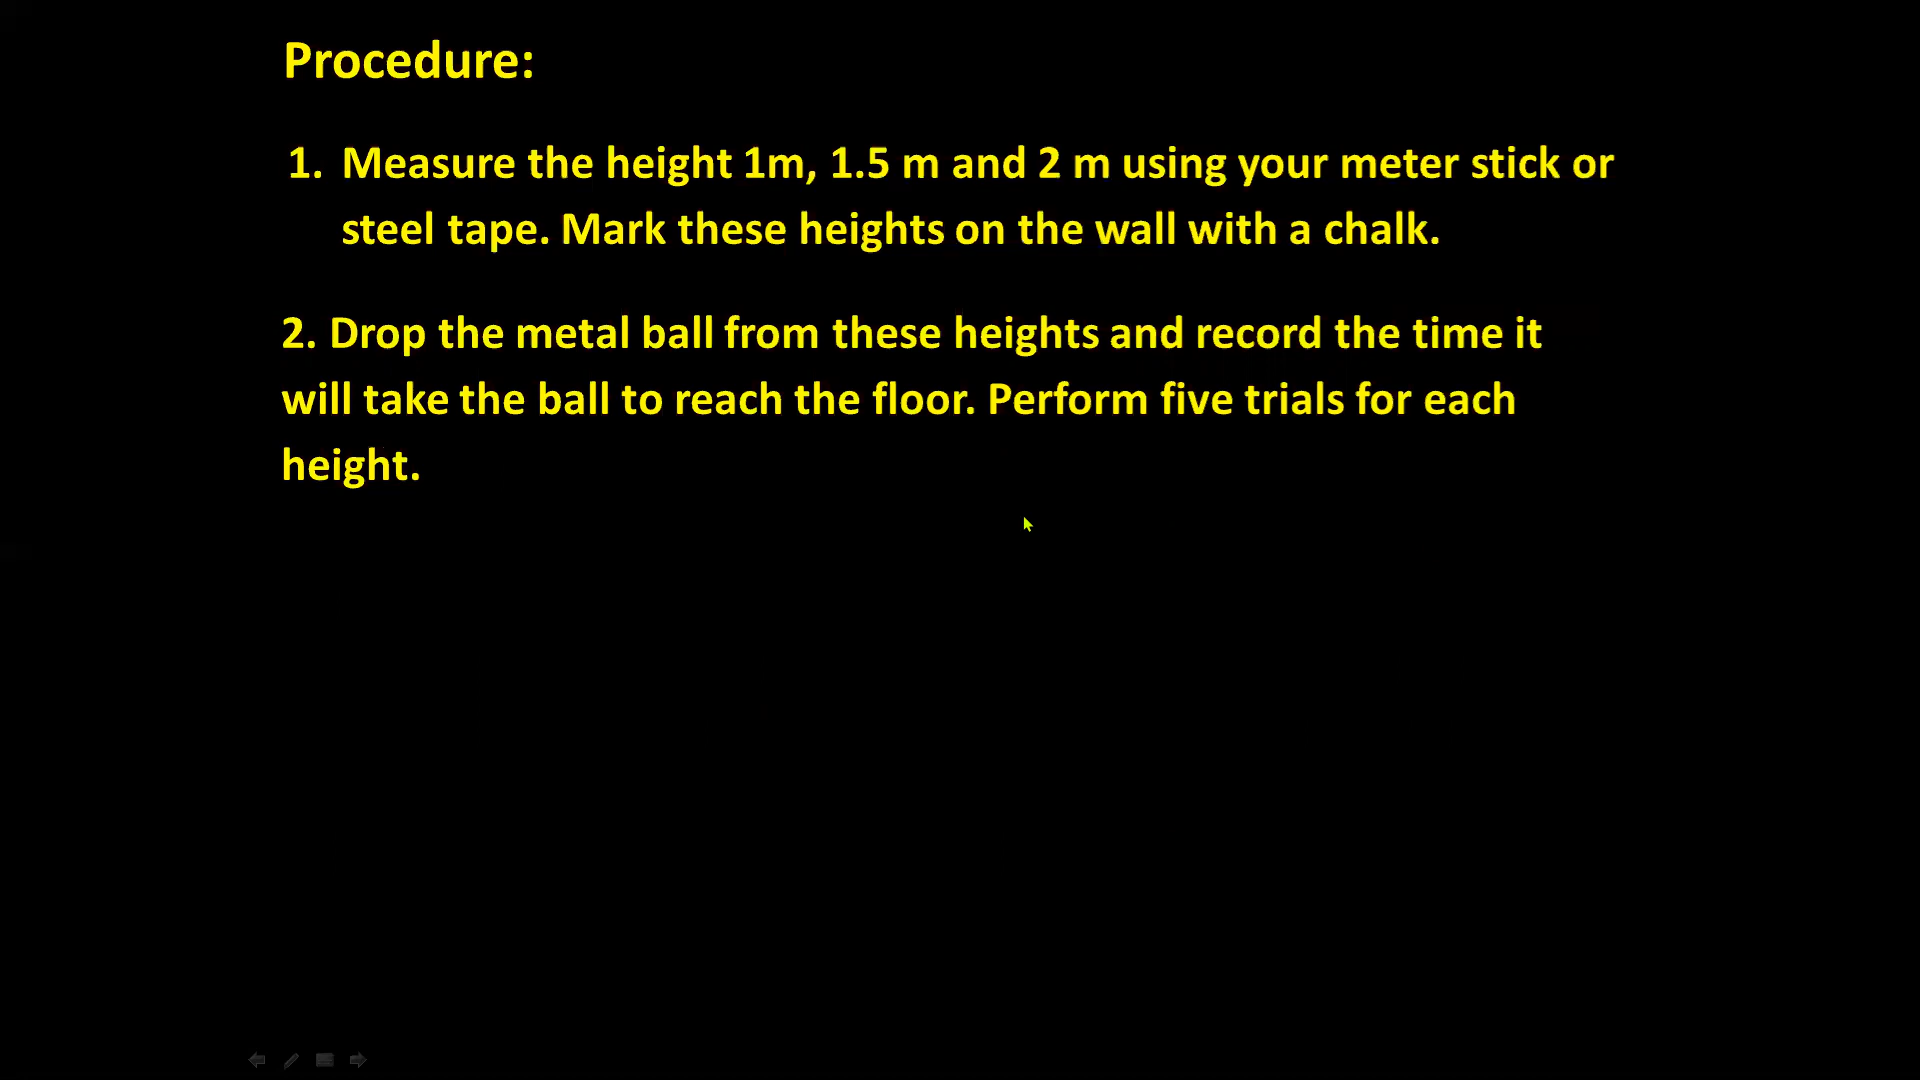 Procedure:
1. Measure the height 1m, 1.5 m and 2 m using your meter stick or
steel tape. Mark these heights on the wall with a chalk.
2. Drop the metal ball from these heights and record the time it
will take the ball to reach the floor. Perform five trials for each
height.